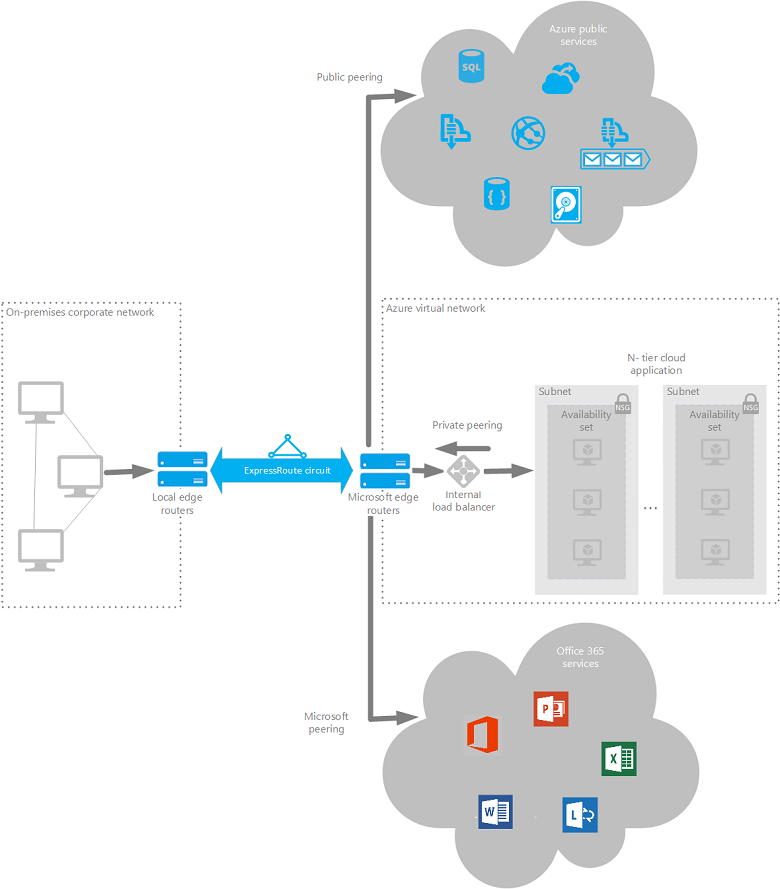 Azure public
services
SQL
Public peering
{ }
On-premises corporate network
Azure virtual network
N- tier cloud
application
Subnet
NSG
Subnet
NSG
Availability
set
Availability
set
Private peering
ExpressRoute circuit
Local edge
routers
Microsoft edge
routers
Internal
load balancer
...
Office 365
services
P
Microsoft
peering
X
W
L